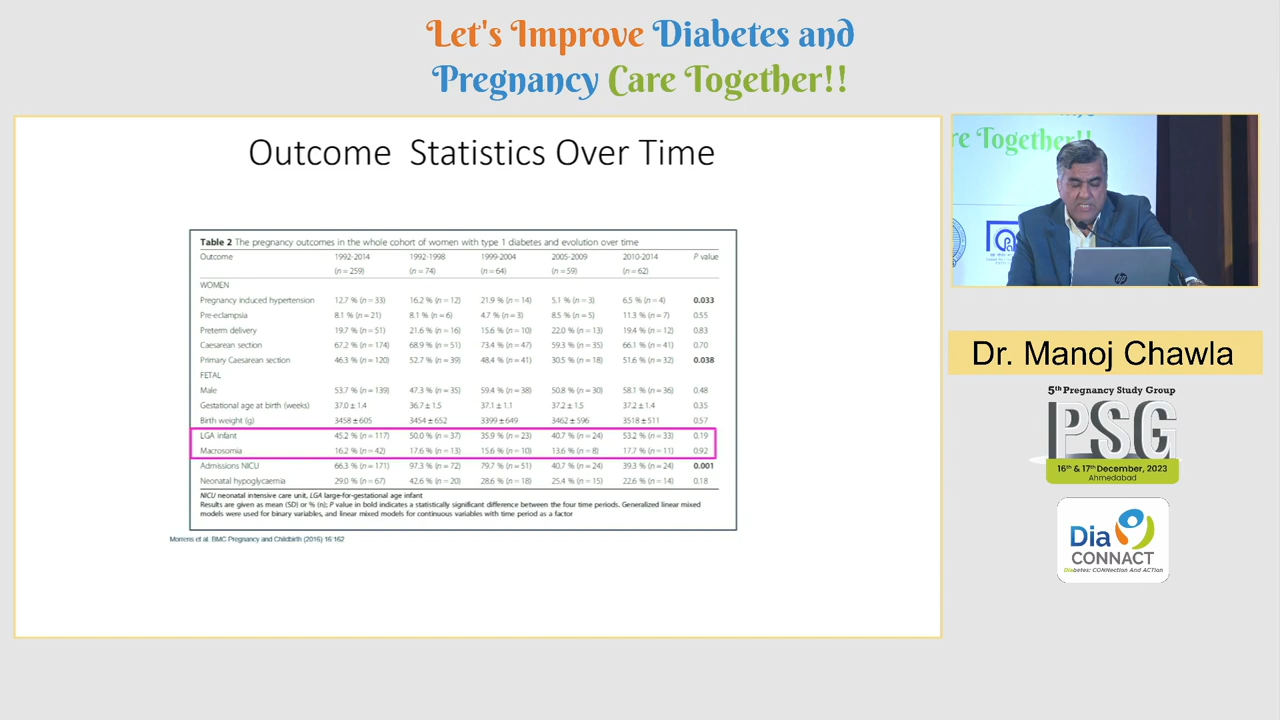 Let's Improve Diabetes and
Pregnancy Care Together!!
Outcome Statistics Over Time
Table 2 The pregnancy outcomes in the whole cohort of women with type 1 diabetes and evolution over time
Outcome 1992-2014 1992-1998 1999-2004 2005-2009 2010-2014 P value
(n = 259) (n = 74) (n = 64) (n = 59) (n = 62)
WOMEN
Pregnancy induced hypertension 12.7 % (n = 33) 16.2 % (n = 12) 21.9 % (n = 14) 5.1 % (n = 3) 6.5 % (n = 4) 0.033
Pre-eclampsia 8.1 % (n = 21) 8.1 % (n = 6) 4.7 % (n = 3) 8.5 % (n = 5) 11.3 % (n = 7) 0.55
Preterm delivery 19.7 % (n = 51) 21.6 % (n = 16) 15.6 % (n = 10) 22.0 % (n = 13) 19.4 % (n = 12) 0.83
Caesarean section 67.2 % (n = 174) 68.9 % (n = 51) 73.4 % (n = 47) 59.3 % (n = 35) 66.1 % (n = 41) 0.70
Primary Caesarean section 46.3 % (n = 120) 52.7 % (n = 39) 48.4 % (n = 41) 30.5 % (n = 18) 51.6 % (n = 32) 0.038
FETAL
Male 53.7 % (n = 139) 47.3 % (n = 35) 59.4 % (n = 38) 50.8 % (n = 30) 58.1 % (n = 36) 0.48
Gestational age at birth (weeks) 37.0 ± 1.4 36.7 ± 1.5 37.1 ± 1.1 37.2 ± 1.5 37.2 ± 1.4 0.35
Birth weight (g) 3458 ± 605 3454 ± 652 3399 ± 649 3462 ± 596 3518 ± 511 0.57
LGA infant 45.2 % (n = 117) 50.0 % (n = 37) 35.9 % (n = 23) 40.7 % (n = 24) 53.2 % (n = 33) 0.19
Macrosomia 16.2 % (n = 42) 17.6 % (n = 13) 15.6 % (n = 10) 13.6 % (n = 8) 17.7 % (n = 11) 0.92
Admissions NICU 66.3 % (n = 171) 97.3 % (n = 72) 79.7 % (n = 51) 40.7 % (n = 24) 39.3 % (n = 24) 0.001
Neonatal hypoglycaemia 29.0 % (n = 67) 42.6 % (n = 20) 28.6 % (n = 18) 25.4 % (n = 15) 22.6 % (n = 14) 0.18
NICU neonatal intensive care unit, LGA large-for-gestational age infant
Results are given as mean (SD) or % (n); P value in bold indicates a statistically significant difference between the four time periods. Generalized linear mixed
models were used for binary variables, and linear mixed models for continuous variables with time period as a factor
Morrens et al. BMC Pregnancy and Childbirth (2016) 16:162
re Together!!
hp
Dr. Manoj Chawla
5th Pregnancy Study Group
PSG
16th & 17th December, 2023
Ahmedabad
Dia
CONNACT
Diabetes: CONNection And ACTion